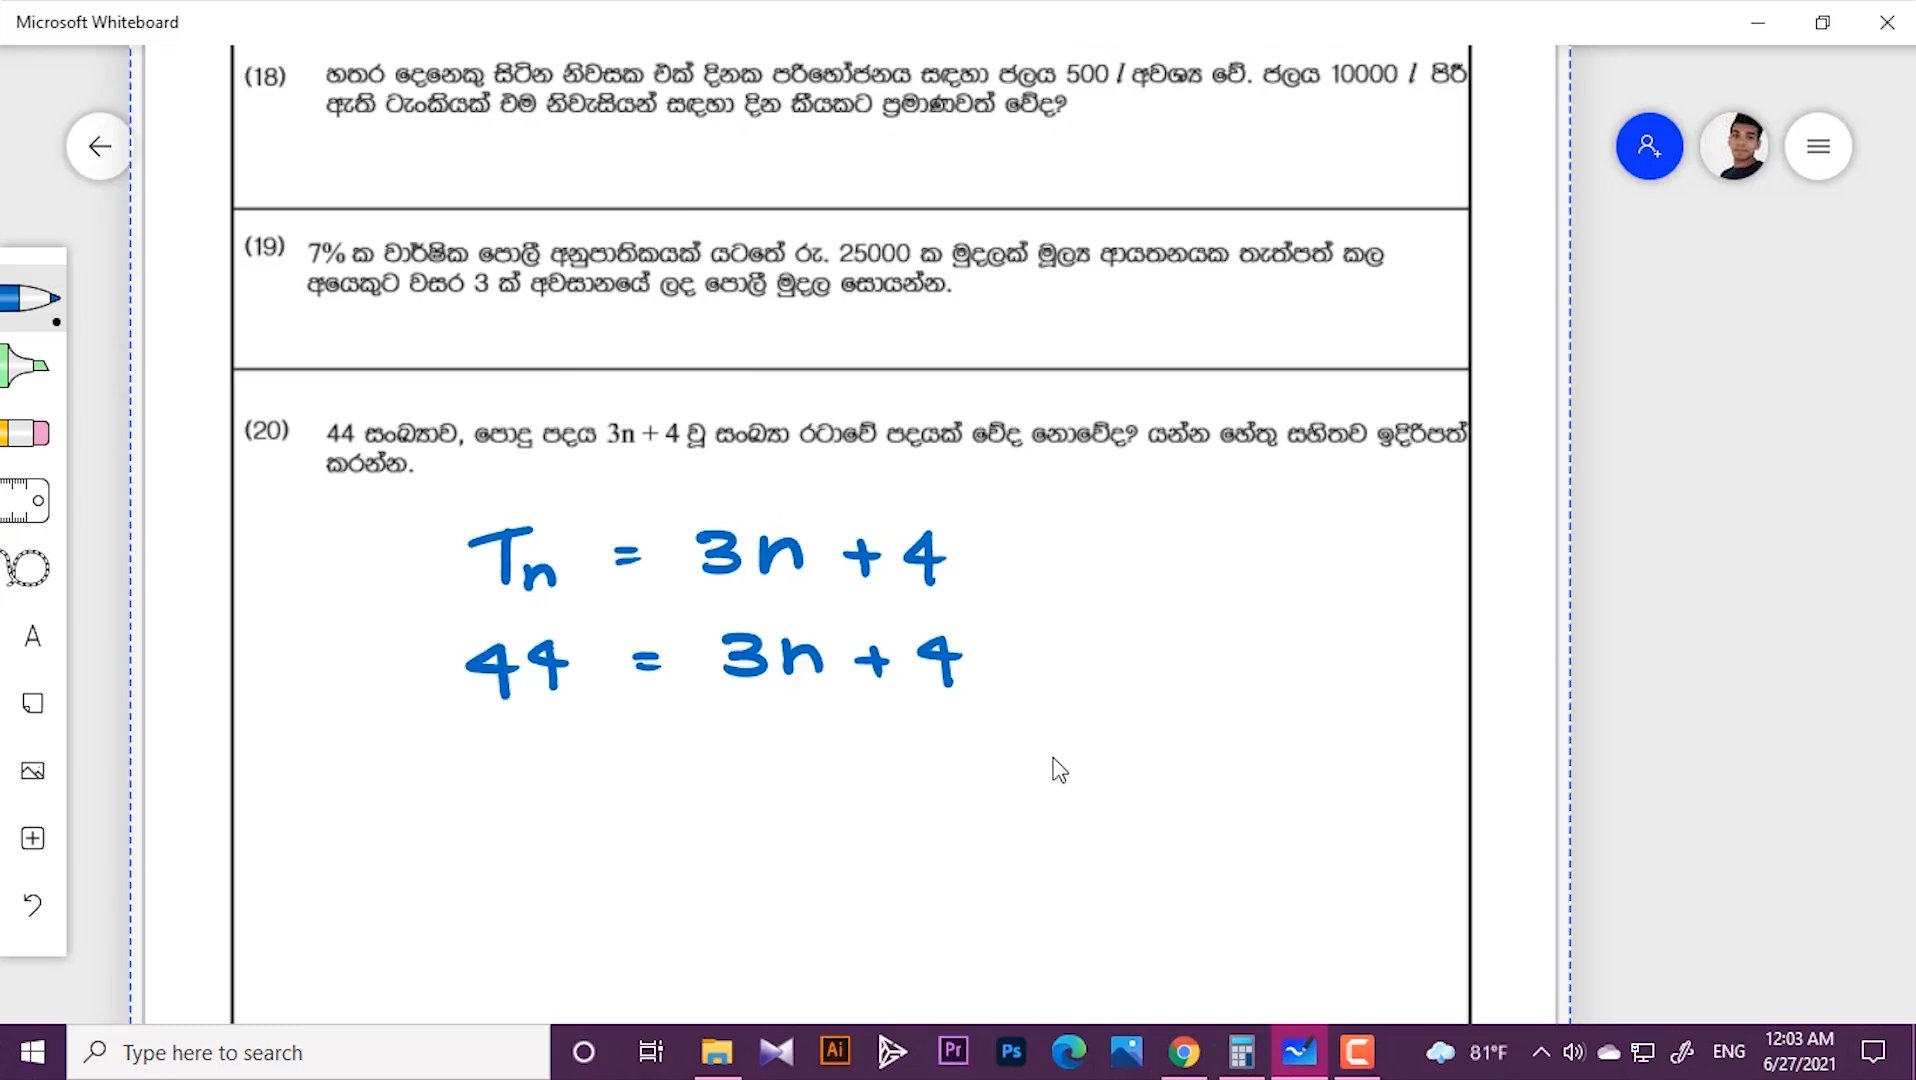 Microsoft Whiteboard
(18) හතර දෙනෙකු සිටින නිවසක එක් දිනක පරිභෝජනය සඳහා ජලය 500 l අවශ්‍ය වේ. ජලය 10000 l පිරී
ඇති ටැංකියක් එම නිවැසියන් සඳහා දින කීයකට ප්‍රමාණවත් වේද?
(19) 7% ක වාර්ෂික පොලී අනුපාතිකයක් යටතේ රු. 25000 ක මුදලක් මූල්‍ය ආයතනයක තැත්පත් කල
අයෙකුට වසර 3 ක් අවසානයේ ලද පොලී මුදල සොයන්න.
(20) 44 සංඛ්‍යාව, පොදු පදය 3n + 4 වූ සංඛ්‍යා රටාවේ පදයක් වේද නොවේද? යන්න හේතු සහිතව ඉදිරිපත්
කරන්න.
Tn = 3n + 4
44 = 3n + 4
A
Type here to search
Ai
Pr
Ps
81°F
ENG
12:03 AM
6/27/2021